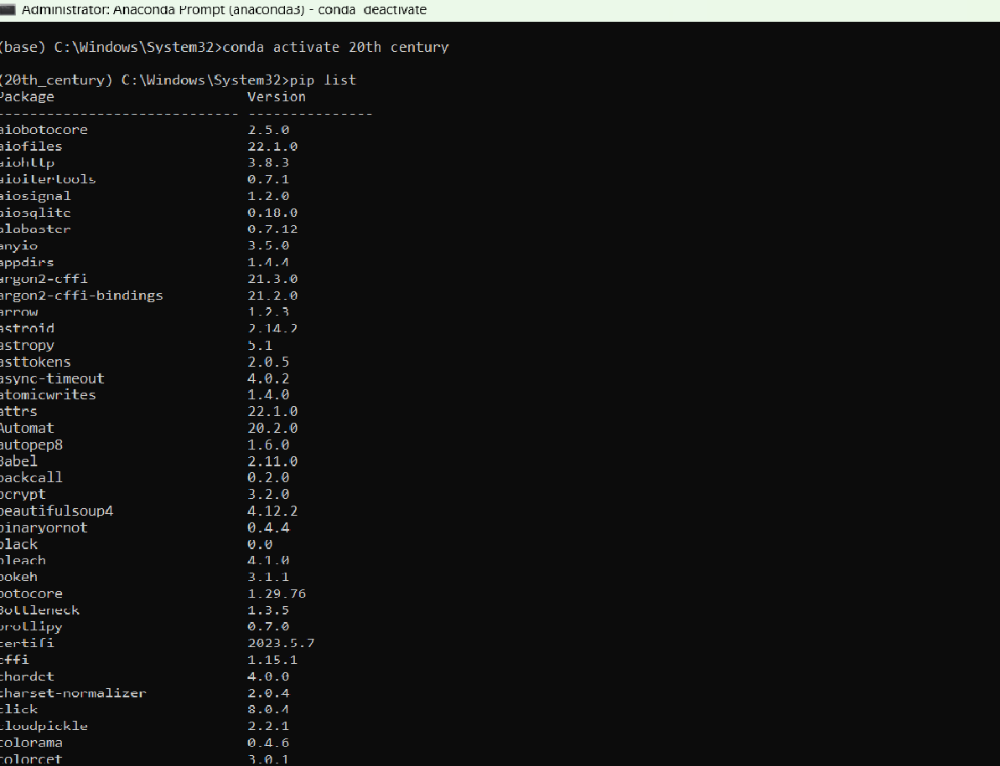 Administrator: Anaconda Prompt (anaconda3) - conda deactivate
(base) C:\Windows\System32>conda activate 20th_century
(20th_century) C:\Windows\System32>pip list
Package Version
----------------------------- ---------------
aiobotocore 2.5.0
aiofiles 22.1.0
aiohttp 3.8.3
aioitertools 0.7.1
aiosignal 1.2.0
aiosqlite 0.18.0
alabaster 0.7.12
anyio 3.5.0
appdirs 1.4.4
argon2-cffi 21.3.0
argon2-cffi-bindings 21.2.0
arrow 1.2.3
astroid 2.14.2
astropy 5.1
asttokens 2.0.5
async-timeout 4.0.2
atomicwrites 1.4.0
attrs 22.1.0
Automat 20.2.0
autopep8 1.6.0
Babel 2.11.0
backcall 0.2.0
bcrypt 3.2.0
beautifulsoup4 4.12.2
binaryornot 0.4.4
black 0.0
bleach 4.1.0
bokeh 3.1.1
botocore 1.29.76
Bottleneck 1.3.5
brotlipy 0.7.0
certifi 2023.5.7
cffi 1.15.1
chardet 4.0.0
charset-normalizer 2.0.4
click 8.0.4
cloudpickle 2.2.1
colorama 0.4.6
colorcet 3.0.1